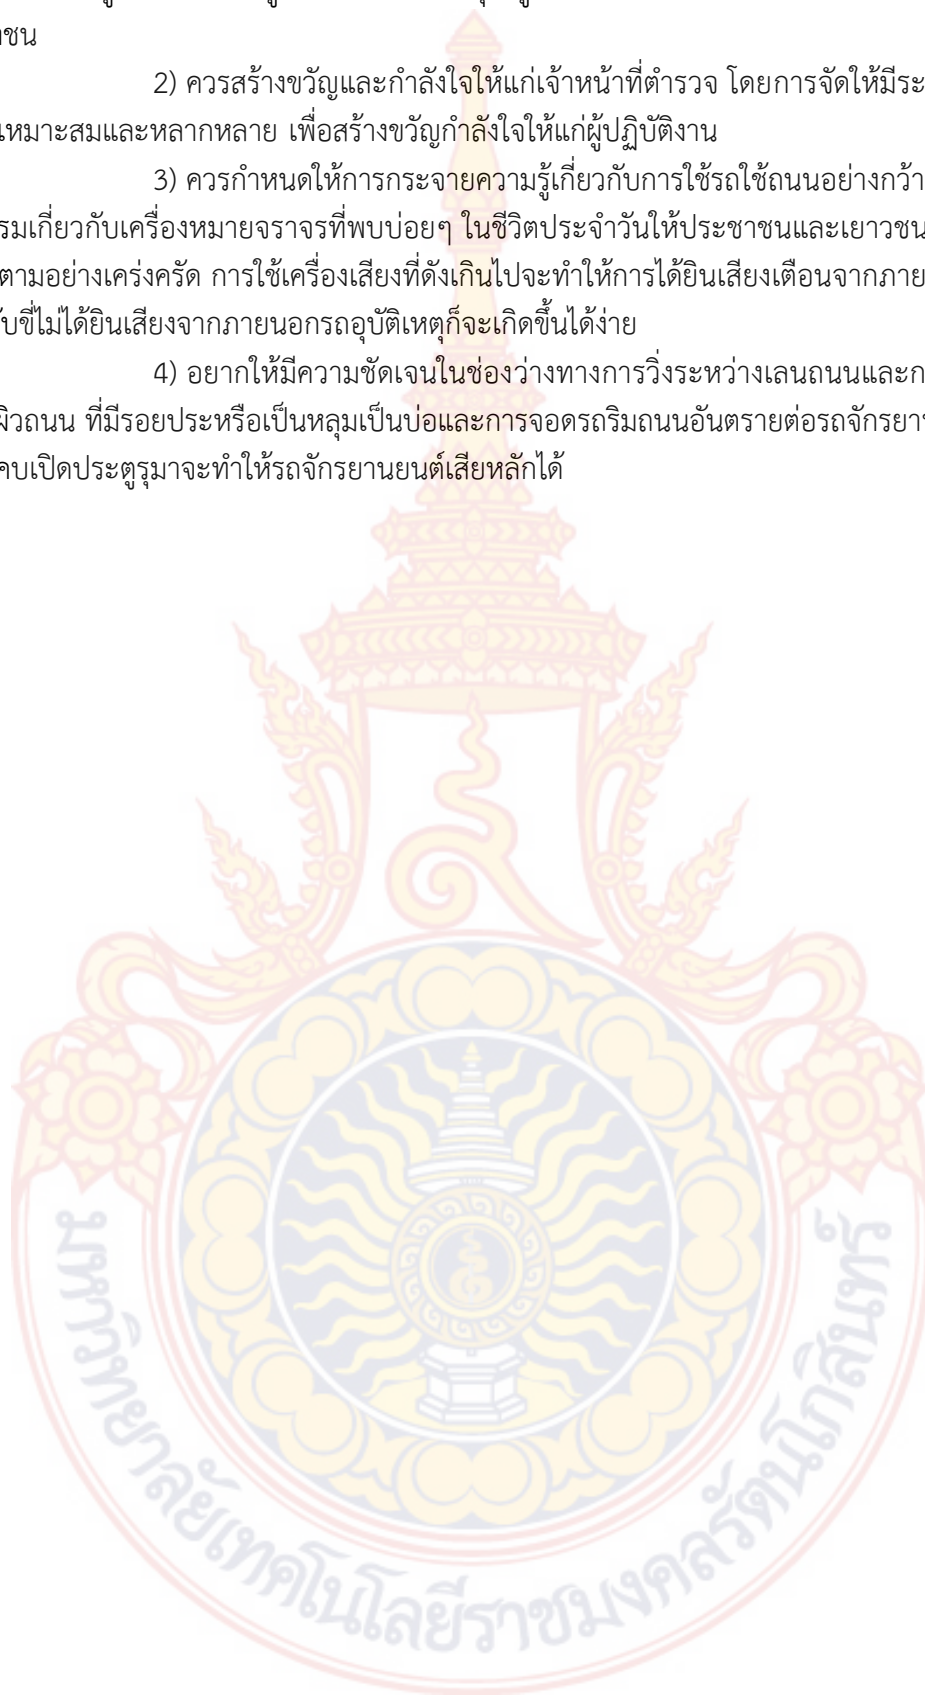 าชน
2) ควรสร้างขวัญและกำลังใจให้แก่เจ้าหน้าที่ตำรวจ โดยการจัดให้มีระ
เหมาะสมและหลากหลาย เพื่อสร้างขวัญกำลังใจให้แก่ผู้ปฏิบัติงาน
3) ควรกำหนดให้การกระจายความรู้เกี่ยวกับการใช้รถใช้ถนนอย่างกว้า
รมเกี่ยวกับเครื่องหมายจราจรที่พบบ่อยๆ ในชีวิตประจำวันให้ประชาชนและเยาวชน
ตามอย่างเคร่งครัด การใช้เครื่องเสียงที่ดังเกินไปจะทำให้การได้ยินเสียงเตือนจากภาย
ับขี่ไม่ได้ยินเสียงจากภายนอกรถอุบัติเหตุก็จะเกิดขึ้นได้ง่าย
4) อยากให้มีความชัดเจนในช่องว่างทางการวิ่งระหว่างเลนถนนและก
ผิวถนน ที่มีรอยประหรือเป็นหลุมเป็นบ่อและการจอดรถริมถนนอันตรายต่อรถจักรยา
คบเปิดประตูรุมาจะทำให้รถจักรยานยนต์เสียหลักได้
มหาวิทยาลัยเทคโนโลยีราชมงคลรัตนโกสินทร์